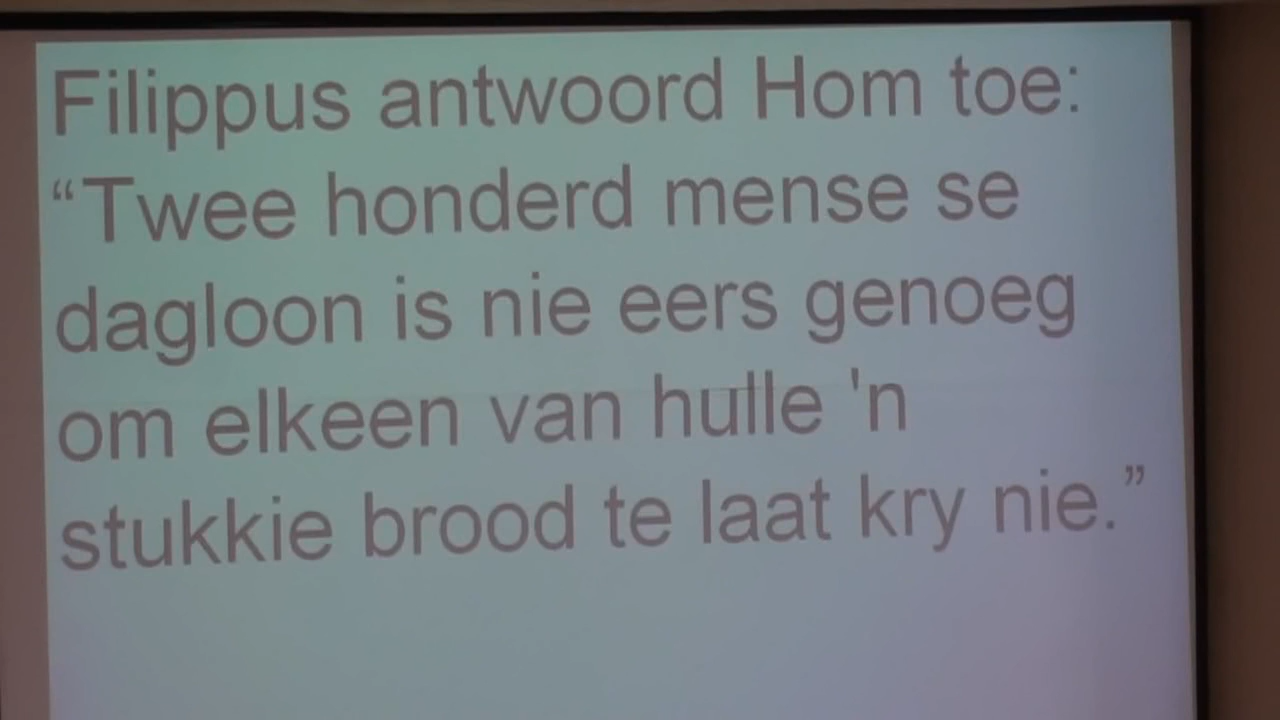 Filippus antwoord Hom toe:
“Twee honderd mense se
dagloon is nie eers genoeg
om elkeen van hulle 'n
stukkie brood te laat kry nie.”